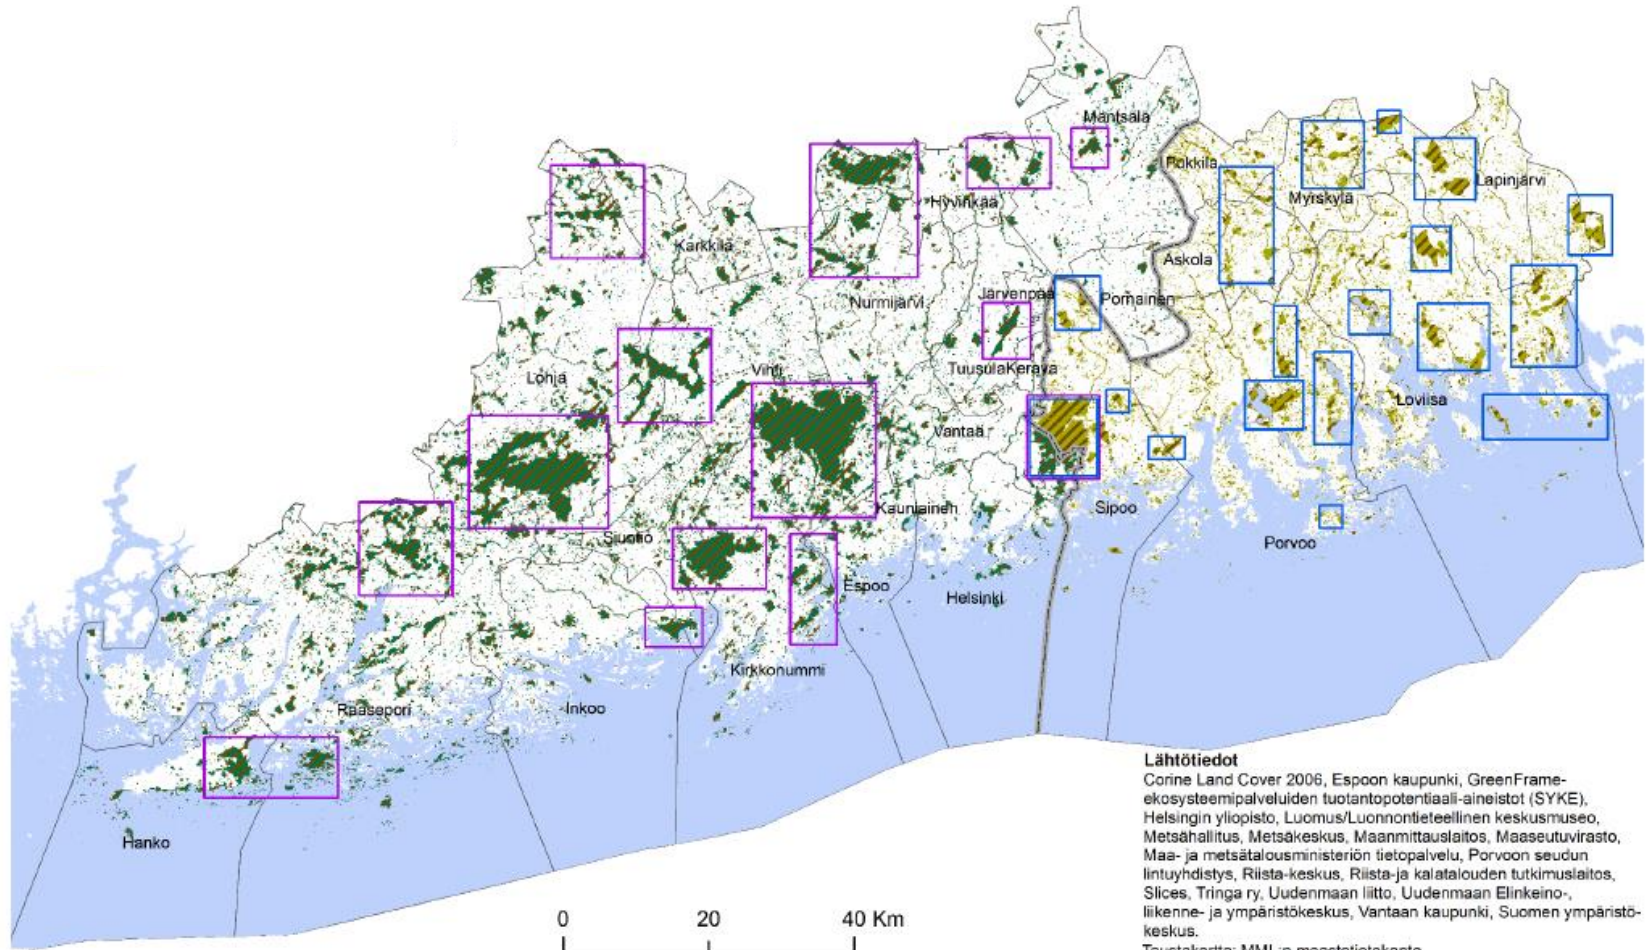 Mäntsälä
Pukkila
Lapinjärvi
Myrskylä
Hyvinkää
Karkkila
Askola
Järvenpää
Pornainen
Nurmijärvi
Vihti
TuusulaKerava
Lohja
Loviisa
Vantaa
Kauniainen
Sipoo
Siuntio
Porvoo
Espoo
Helsinki
Kirkkonummi
Raasepori
Inkoo
Hanko
0 20 40 Km
Lähtötiedot
Corine Land Cover 2006, Espoon kaupunki, GreenFrame-
ekosysteemipalveluiden tuotantopotentiaali-aineistot (SYKE),
Helsingin yliopisto, Luomus/Luonnontieteellinen keskusmuseo,
Metsähallitus, Metsäkeskus, Maanmittauslaitos, Maaseutuvirasto,
Maa- ja metsätalousministeriön tietopalvelu, Porvoon seudun
lintuyhdistys, Riista-keskus, Riista-ja kalatalouden tutkimuslaitos,
Slices, Tringa ry, Uudenmaan liitto, Uudenmaan Elinkeino-,
liikenne- ja ympäristökeskus, Vantaan kaupunki, Suomen ympäristö-
keskus.
Taustakartta: MML:n maastotietokanta